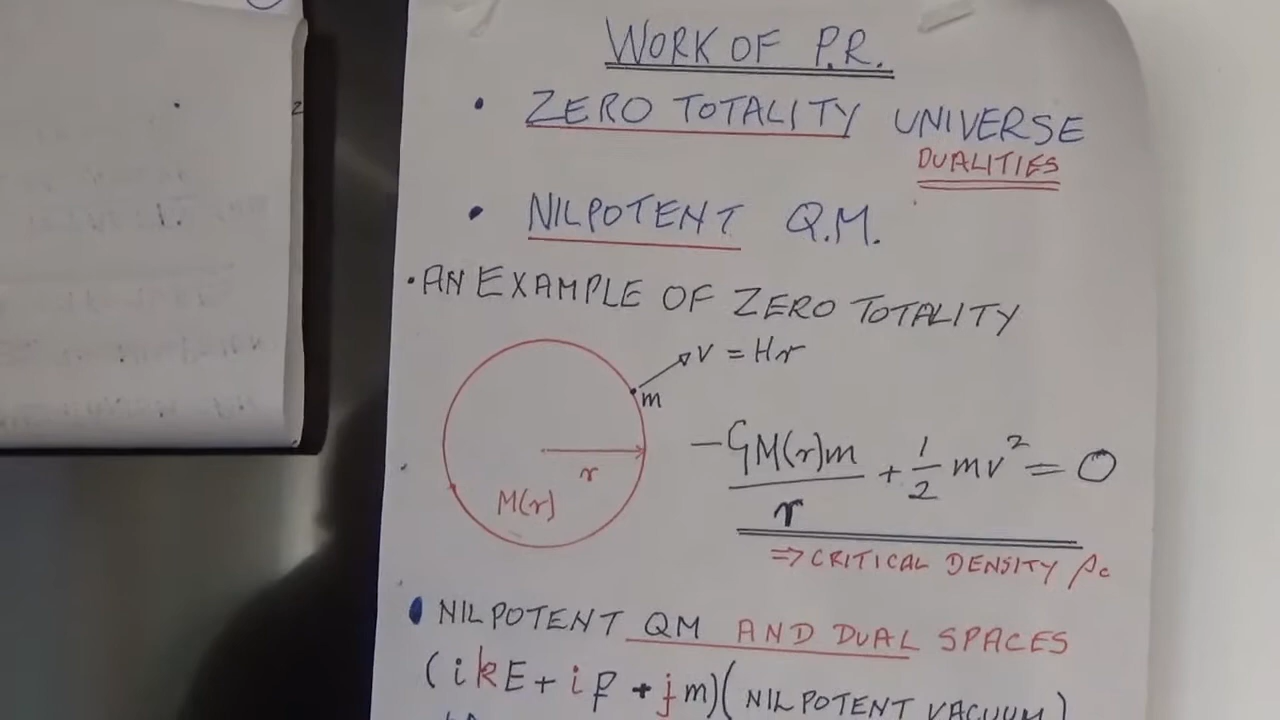 WORK OF P.R.
• ZERO TOTALITY UNIVERSE
DUALITIES
• NILPOTENT Q.M.
• AN EXAMPLE OF ZERO TOTALITY
v = Hr
m
r
M(r)
-GM(r)m/r + 1/2 mv² = 0
⇒ CRITICAL DENSITY ρc
• NILPOTENT QM AND DUAL SPACES
(ikE + ip + jm)(NILPOTENT VACUUM)